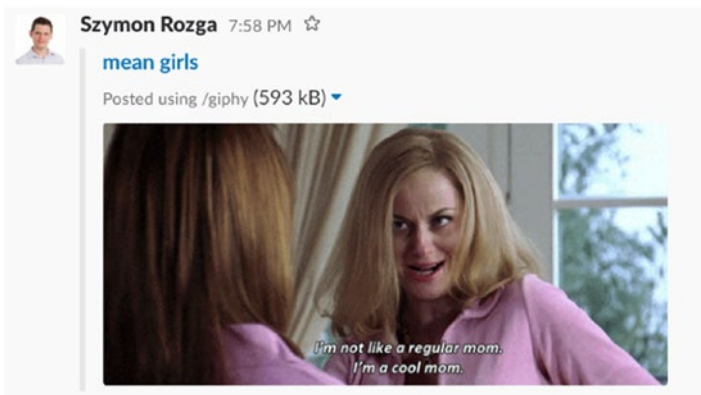 Szymon Rozga 7:58 PM
mean girls
Posted using /giphy (593 kB)
I'm not like a regular mom.
I'm a cool mom.